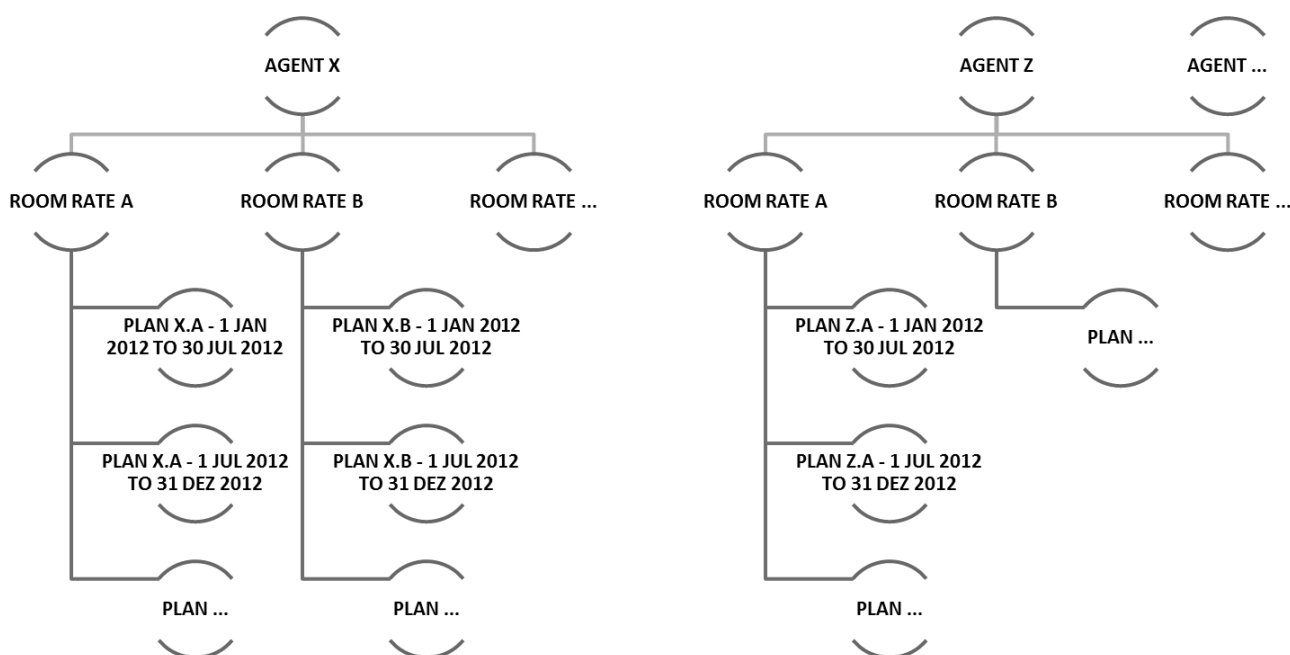 AGENT X
AGENT Z
AGENT ...
ROOM RATE A
ROOM RATE B
ROOM RATE ...
ROOM RATE A
ROOM RATE B
ROOM RATE ...
PLAN X.A - 1 JAN
2012 TO 30 JUL 2012
PLAN X.B - 1 JAN 2012
TO 30 JUL 2012
PLAN Z.A - 1 JAN 2012
TO 30 JUL 2012
PLAN ...
PLAN X.A - 1 JUL 2012
TO 31 DEZ 2012
PLAN X.B - 1 JUL 2012
TO 31 DEZ 2012
PLAN Z.A - 1 JUL 2012
TO 31 DEZ 2012
PLAN ...
PLAN ...
PLAN ...